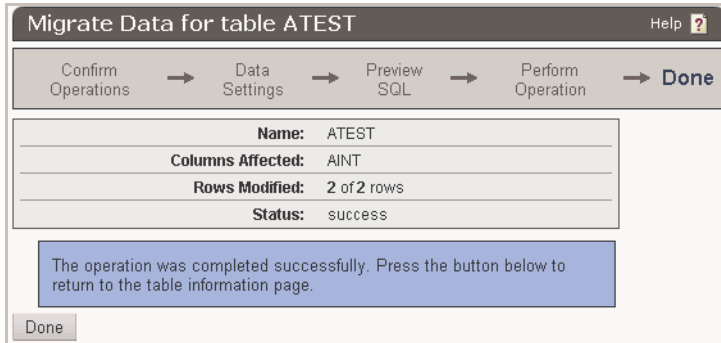 Migrate Data for table ATEST Help ?
Confirm Operations → Data Settings → Preview SQL → Perform Operation → Done
Name: ATEST
Columns Affected: AINT
Rows Modified: 2 of 2 rows
Status: success
The operation was completed successfully. Press the button below to
return to the table information page.
Done